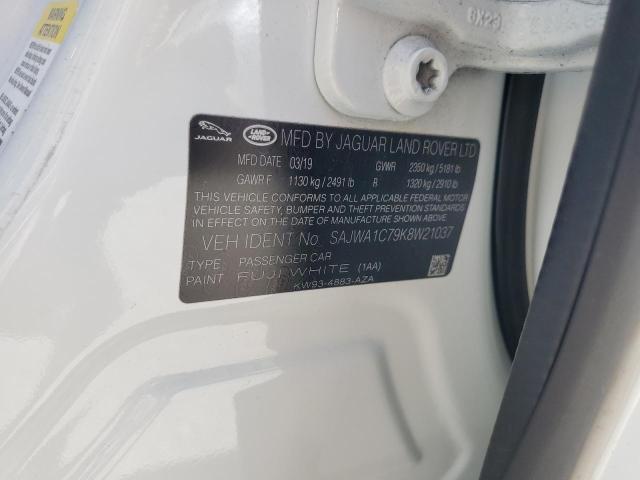 WARNING
ATTENTION
6X23
JAGUAR
LAND-
ROVER
MFD BY JAGUAR LAND ROVER LTD
MFD DATE 03/19 GVWR 2350 kg / 5181 lb
GAWR F 1130 kg / 2491 lb R 1320 kg / 2910 lb
THIS VEHICLE CONFORMS TO ALL APPLICABLE FEDERAL MOTOR
VEHICLE SAFETY, BUMPER, AND THEFT PREVENTION STANDARDS
IN EFFECT ON THE DATE OF MANUFACTURE SHOWN ABOVE
VEH IDENT No. SAJWA1C79K8W21037
TYPE PASSENGER CAR
PAINT FUJI WHITE (1AA)
KW93-4883-AZA